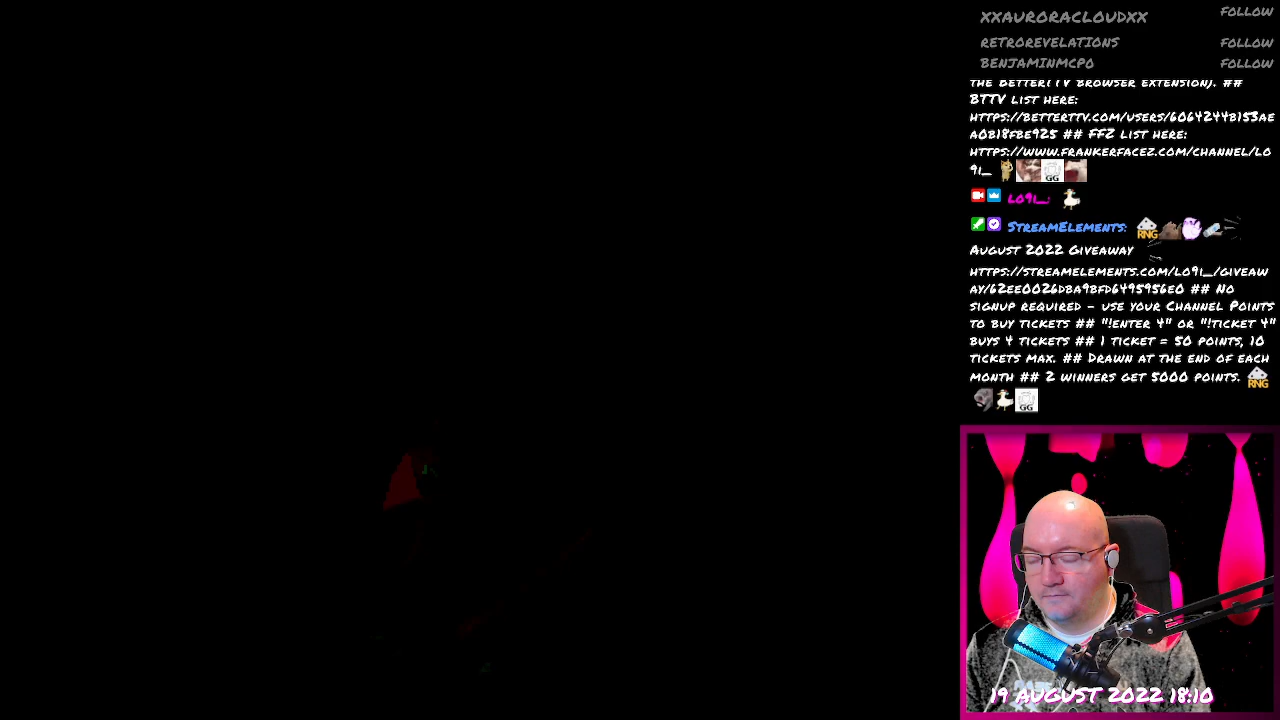 XXAURORACLOUDXX FOLLOW
RETROREVELATIONS FOLLOW
BENJAMINMCPO FOLLOW
THE BETTERTTV BROWSER EXTENSION). ##
BTTV LIST HERE:
HTTPS://BETTERTTV.COM/USERS/6064244B153AE
A0B18FBE925 ## FFZ LIST HERE:
HTTPS://WWW.FRANKERFACEZ.COM/CHANNEL/LO
91_ GG
LO91_:
STREAMELEMENTS: RNG
AUGUST 2022 GIVEAWAY
HTTPS://STREAMELEMENTS.COM/LO91_/GIVEAW
AY/62EE0026DBA9BFD6495956E0 ## NO
SIGNUP REQUIRED - USE YOUR CHANNEL POINTS
TO BUY TICKETS ## "!ENTER 4" OR "!TICKET 4"
BUYS 4 TICKETS ## 1 TICKET = 50 POINTS, 10
TICKETS MAX. ## DRAWN AT THE END OF EACH
MONTH ## 2 WINNERS GET 5000 POINTS. RNG
GG
19 AUGUST 2022 18:10